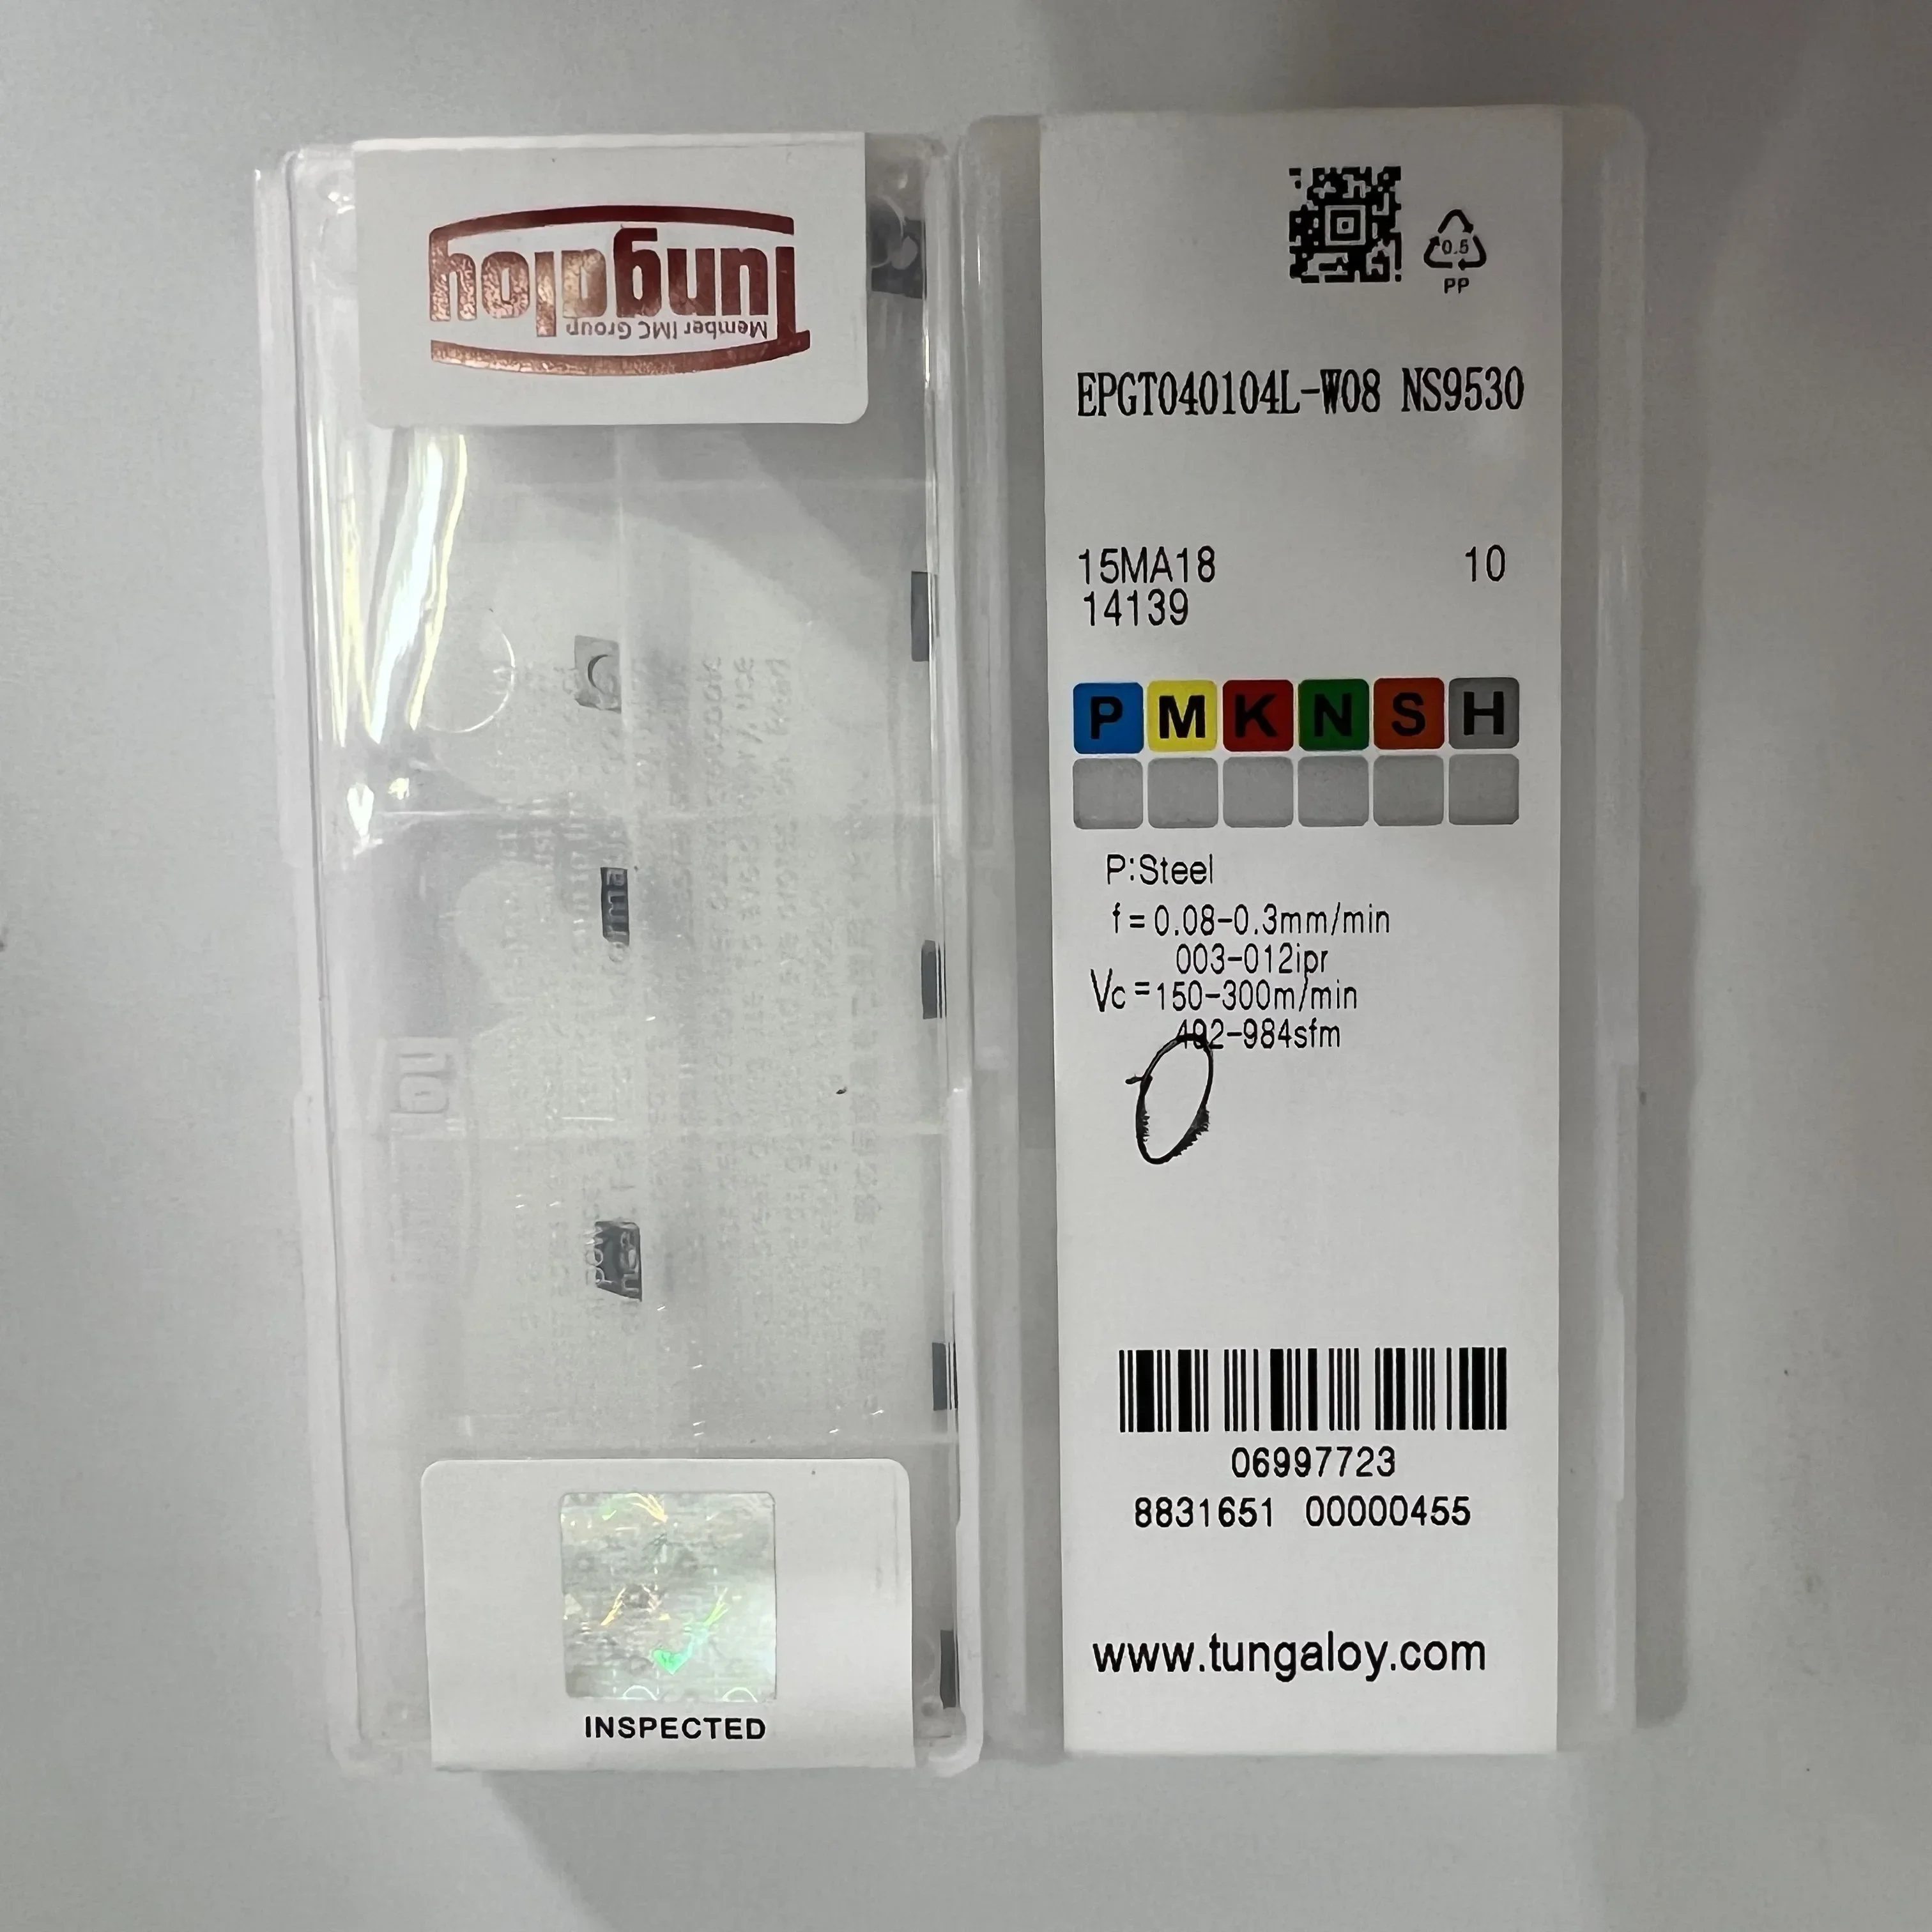 Tungaloy
Member IMC Group
INSPECTED
0.5
PP
EPGT040104L-W08 NS9530
15MA18 10
14139
P M K N S H
P:Steel
f = 0.08-0.3mm/min
003-012ipr
Vc =150-300m/min
492-984sfm
06997723
8831651 00000455
www.tungaloy.com